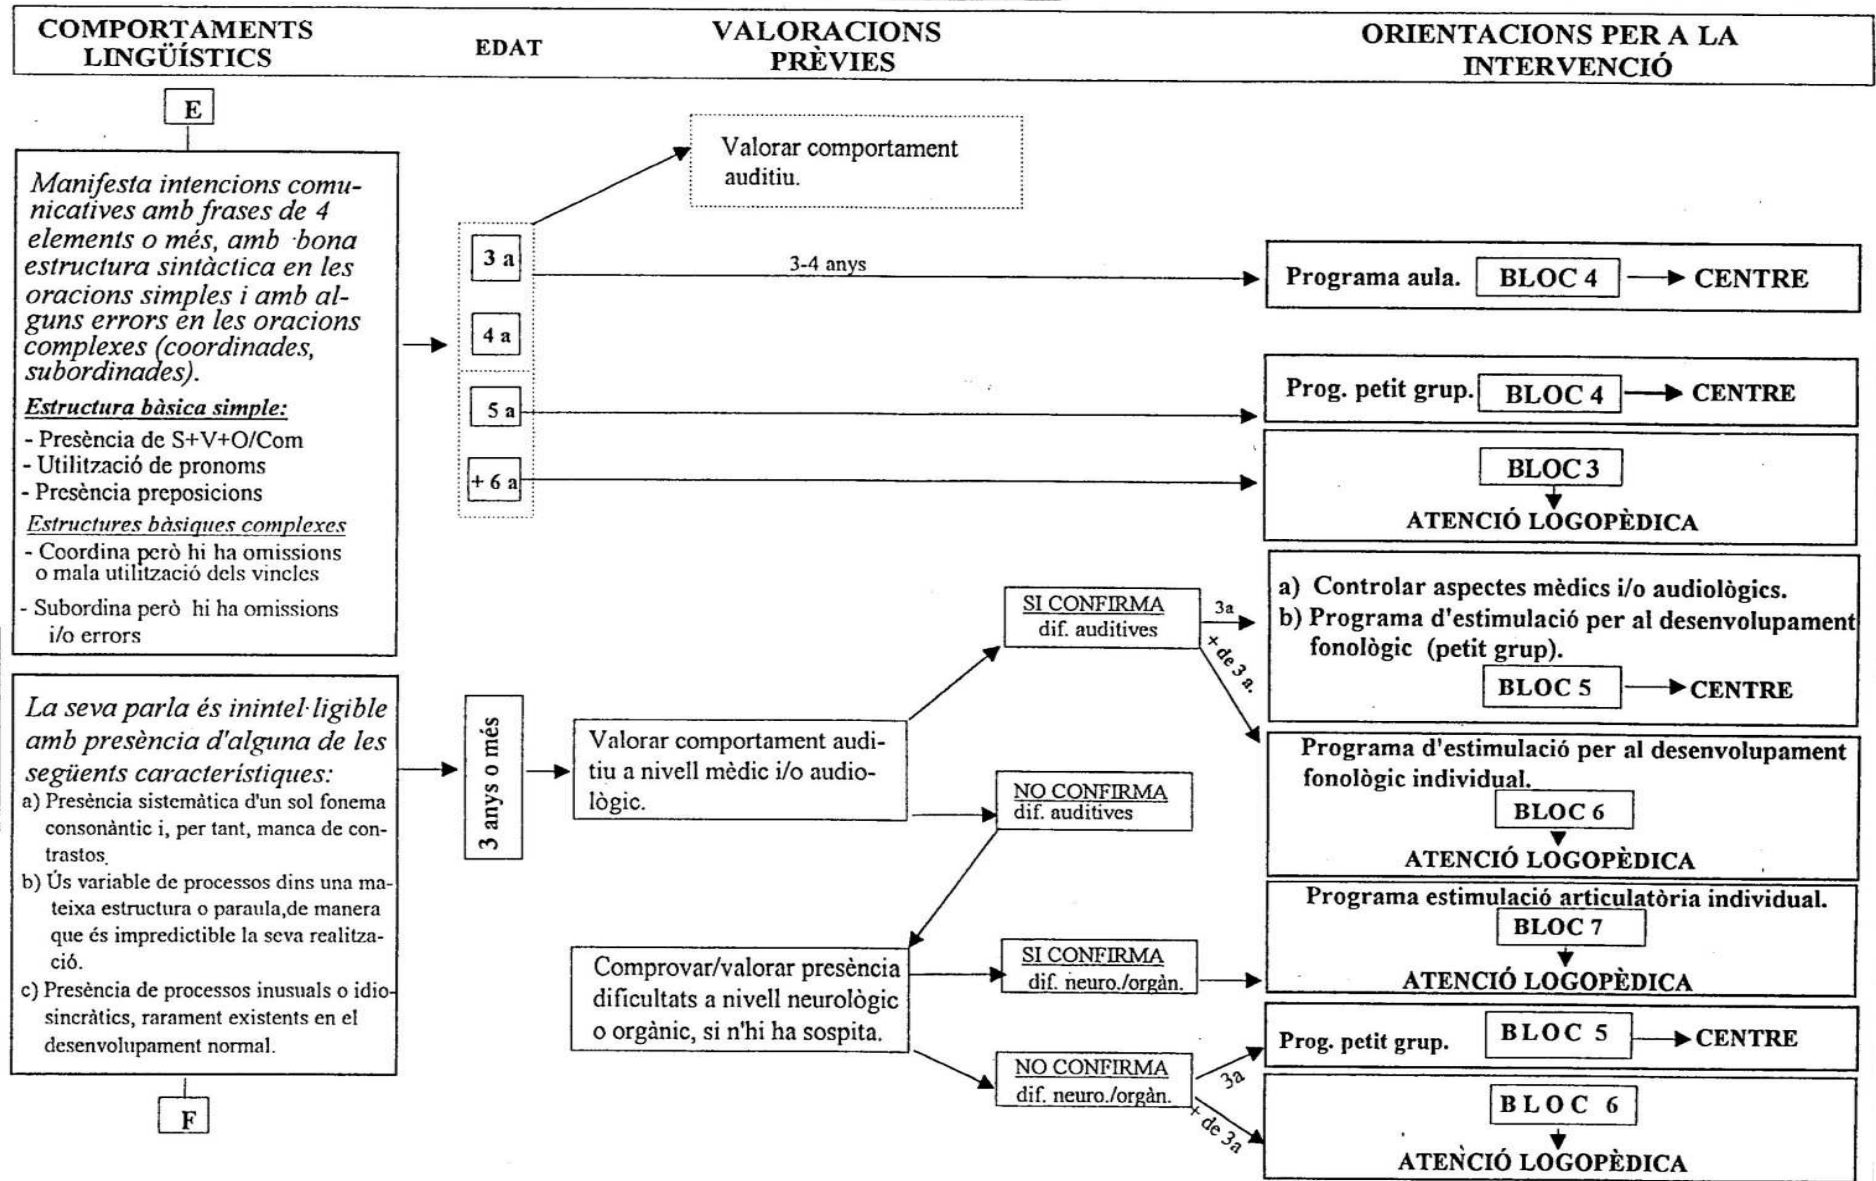 COMPORTAMENTS
LINGÜÍSTICS
EDAT
VALORACIONS
PRÈVIES
ORIENTACIONS PER A LA
INTERVENCIÓ
E
Manifesta intencions comu-
nicatives amb frases de 4
elements o més, amb bona
estructura sintàctica en les
oracions simples i amb al-
guns errors en les oracions
complexes (coordinades,
subordinades).
Estructura bàsica simple:
- Presència de S+V+O/Com
- Utilització de pronoms
- Presència preposicions
Estructures bàsiques complexes
- Coordina però hi ha omissions
o mala utilització dels vincles
- Subordina però hi ha omissions
i/o errors
3 a
4 a
5 a
+ 6 a
Valorar comportament
auditiu.
3-4 anys
Programa aula. BLOC 4 CENTRE
Prog. petit grup. BLOC 4 CENTRE
BLOC 3
ATENCIÓ LOGOPÈDICA
La seva parla és inintel·ligible
amb presència d'alguna de les
següents característiques:
a) Presència sistemàtica d'un sol fonema
consonàntic i, per tant, manca de con-
trastos.
b) Ús variable de processos dins una ma-
teixa estructura o paraula,de manera
que és impredictible la seva realitza-
ció.
c) Presència de processos inusuals o idio-
sincràtics, rarament existents en el
desenvolupament normal.
F
3 anys o més
Valorar comportament audi-
tiu a nivell mèdic i/o audio-
lògic.
SI CONFIRMA
dif. auditives
3a
+ de 3 a.
NO CONFIRMA
dif. auditives
Comprovar/valorar presència
dificultats a nivell neurològic
o orgànic, si n'hi ha sospita.
SI CONFIRMA
dif. neuro./orgàn.
NO CONFIRMA
dif. neuro./orgàn.
3a
+ de 3a
a) Controlar aspectes mèdics i/o audiològics.
b) Programa d'estimulació per al desenvolupament
fonològic (petit grup).
BLOC 5 CENTRE
Programa d'estimulació per al desenvolupament
fonològic individual.
BLOC 6
ATENCIÓ LOGOPÈDICA
Programa estimulació articulatòria individual.
BLOC 7
ATENCIÓ LOGOPÈDICA
Prog. petit grup. BLOC 5 CENTRE
BLOC 6
ATENCIÓ LOGOPÈDICA